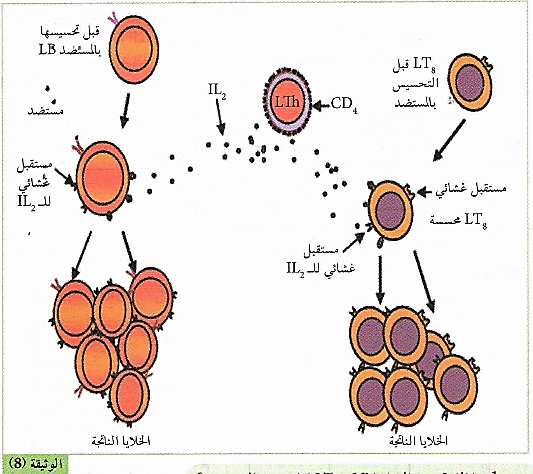 قبل تحسيسها
بالمستضد LB
LT8 قبل
التحسيس
بالمستضد
IL2
LTh
CD4
مستضد
مستقبل
غشائي
للـ IL2
مستقبل غشائي
LT8 محسسة
مستقبل
غشائي للـ IL2
الخلايا الناتجة
الخلايا الناتجة
الوثيقة (8)